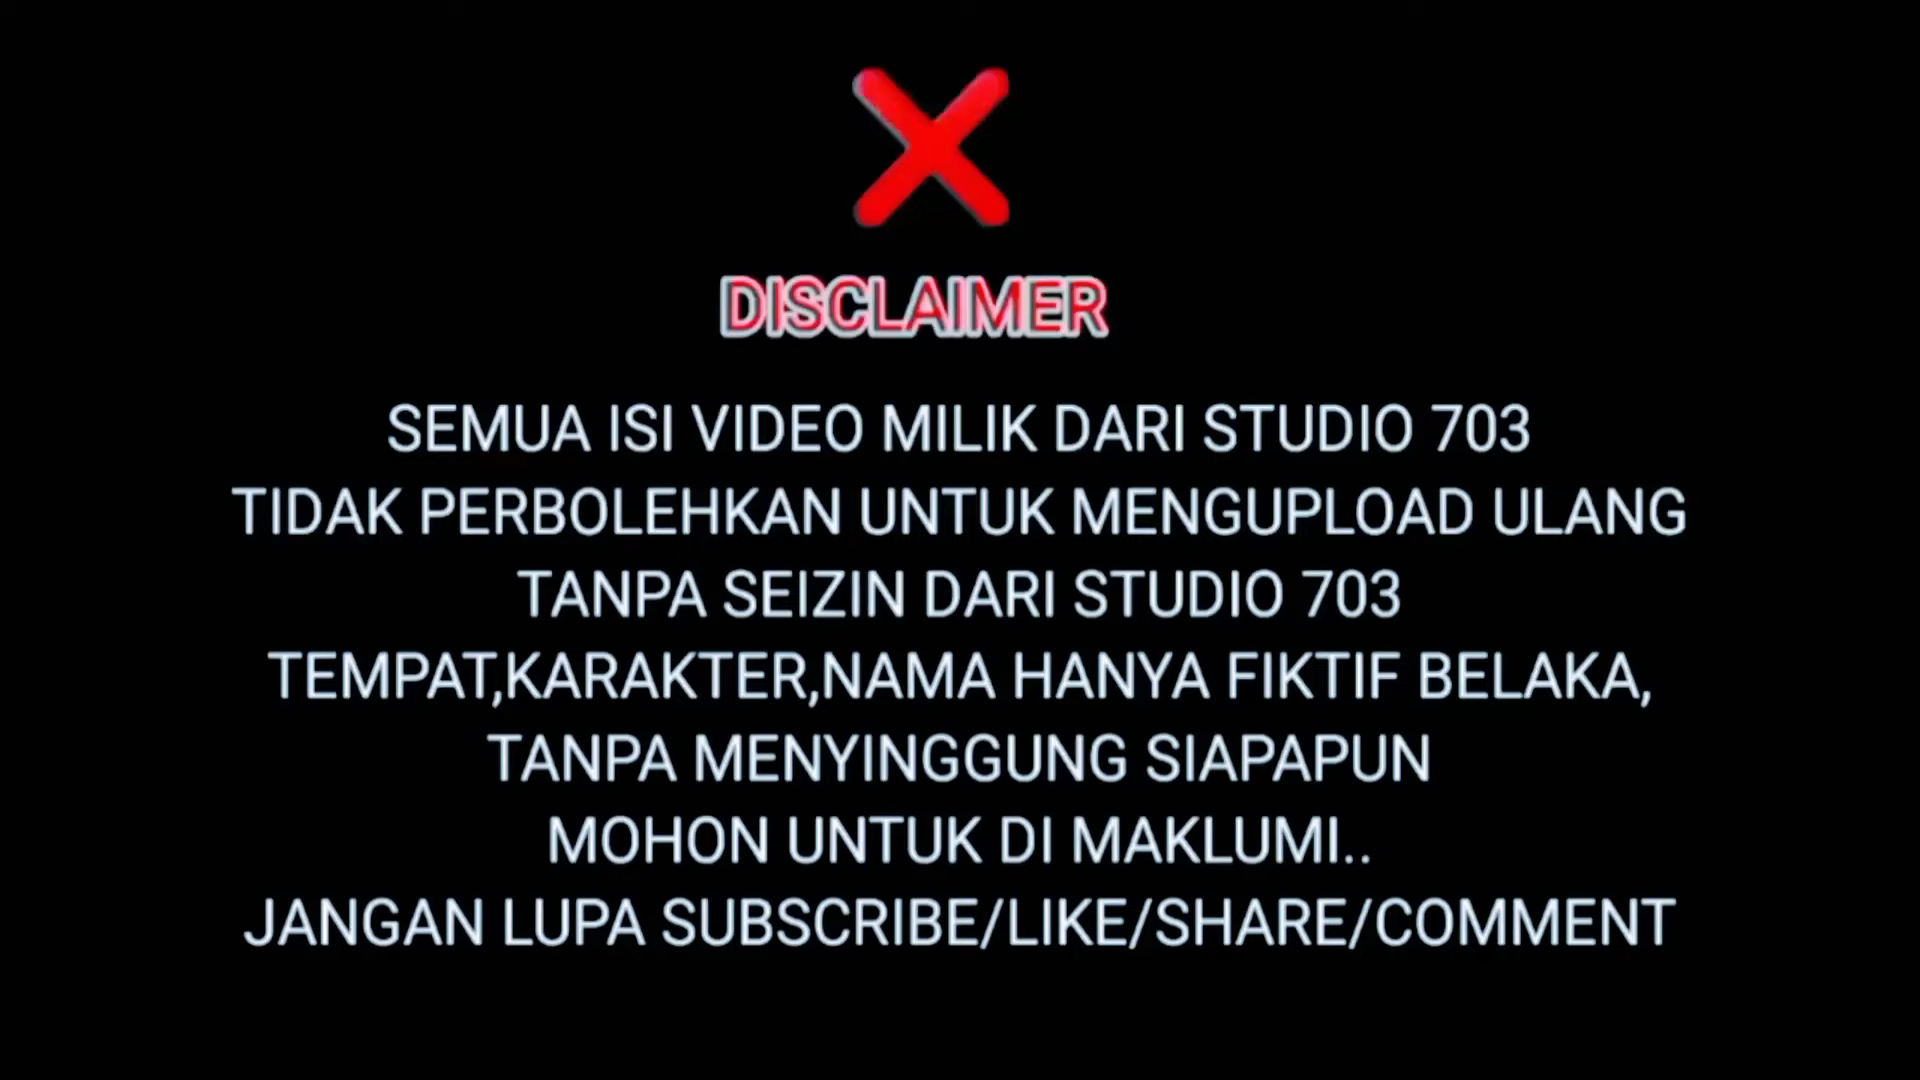 DISCLAIMER
SEMUA ISI VIDEO MILIK DARI STUDIO 703
TIDAK PERBOLEHKAN UNTUK MENGUPLOAD ULANG
TANPA SEIZIN DARI STUDIO 703
TEMPAT,KARAKTER,NAMA HANYA FIKTIF BELAKA,
TANPA MENYINGGUNG SIAPAPUN
MOHON UNTUK DI MAKLUMI..
JANGAN LUPA SUBSCRIBE/LIKE/SHARE/COMMENT